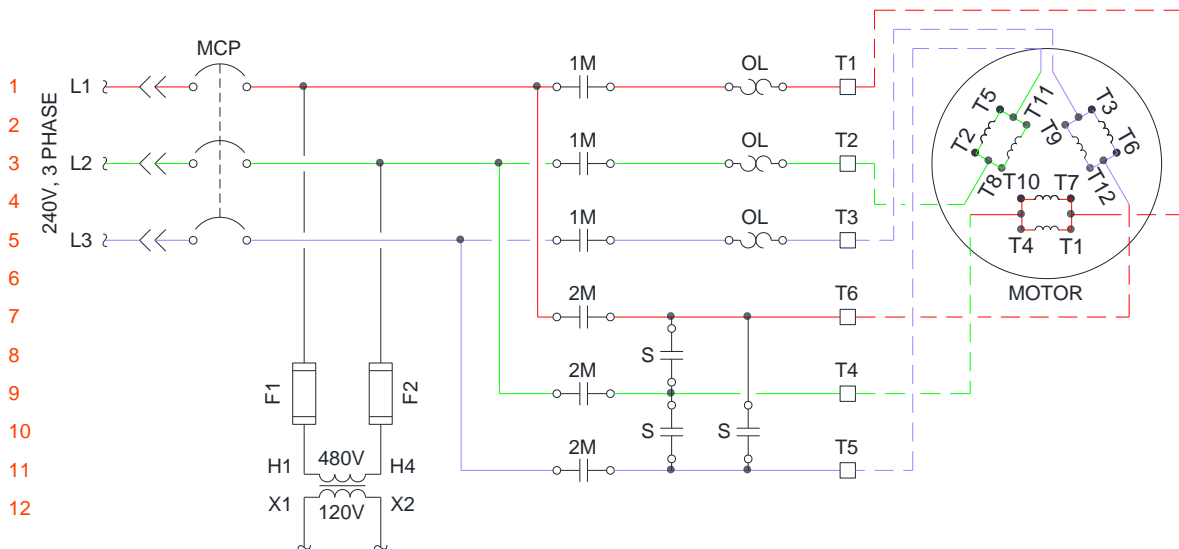 MCP
1M
OL
T1
1
L1
2
240V, 3 PHASE
1M
OL
T2
3
L2
4
1M
OL
T3
5
L3
6
2M
T6
7
8
S
2M
T4
9
F1
F2
10
S
S
2M
T5
11
H1
480V
H4
12
X1
120V
X2
T5
T11
T3
T2
T9
T6
T8
T12
T10
T7
T4
T1
MOTOR